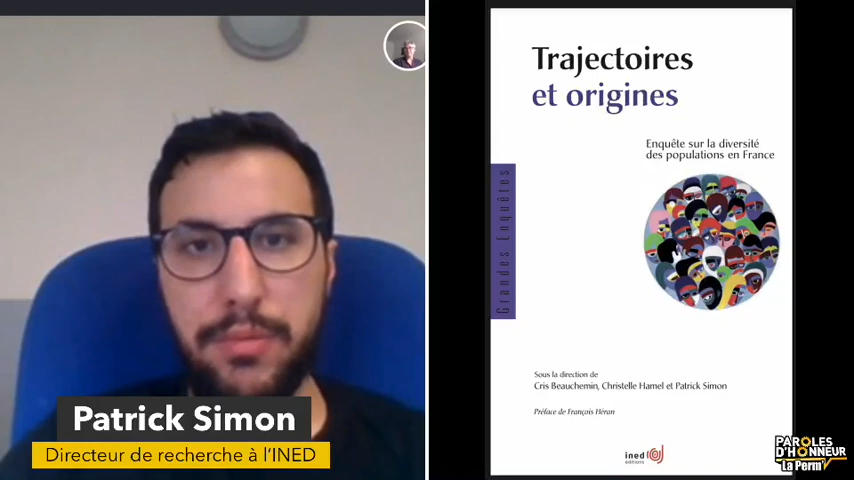 Patrick Simon
Directeur de recherche à l'INED
Trajectoires
et origines
Enquête sur la diversité
des populations en France
Grandes Enquêtes
Sous la direction de
Cris Beauchemin, Christelle Hamel et Patrick Simon
Préface de François Héran
ined
éditions
PAROLES
D'HONNEUR
La Perm'